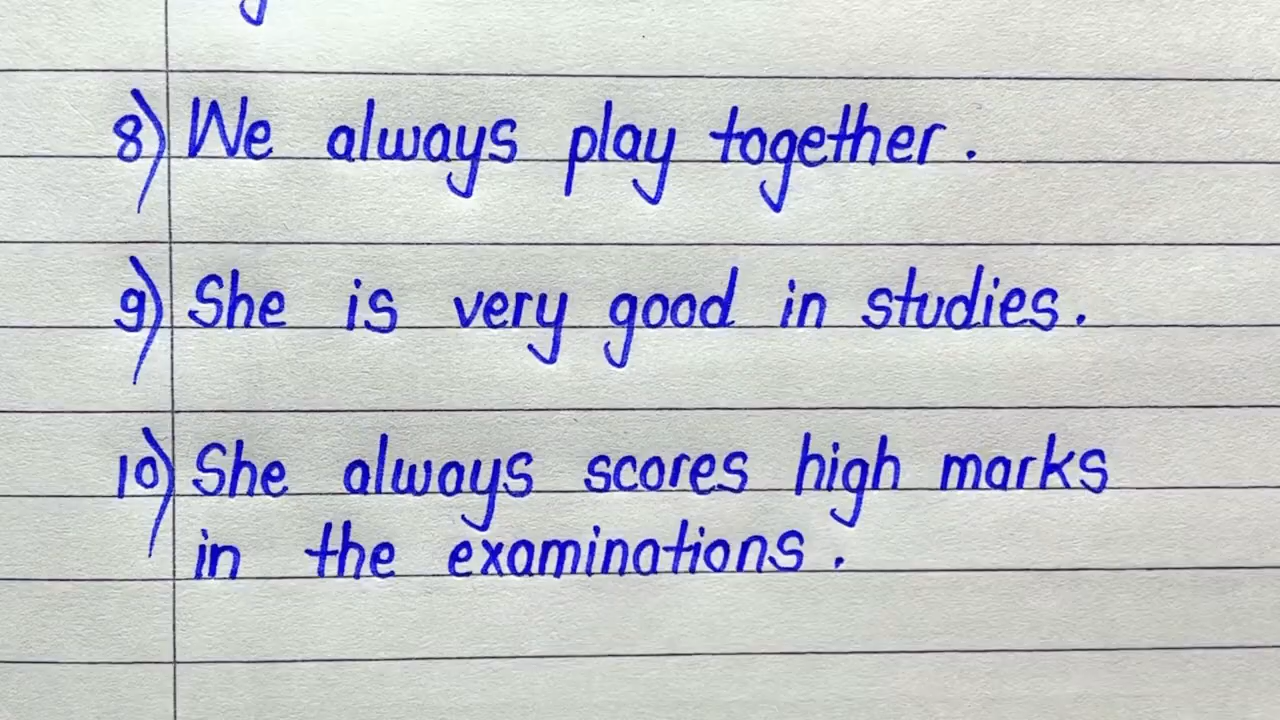 8) We always play together.
9) She is very good in studies.
10) She always scores high marks
in the examinations.